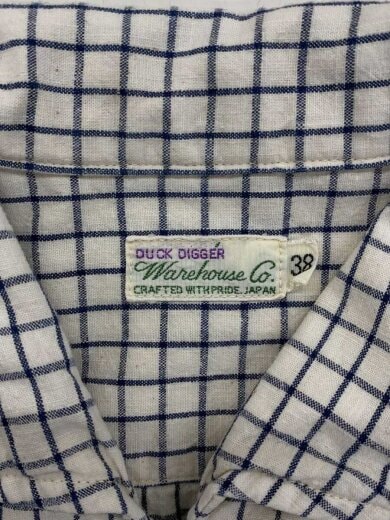 DUCK DIGGER
Warehouse Co.
CRAFTED WITH PRIDE. JAPAN
38